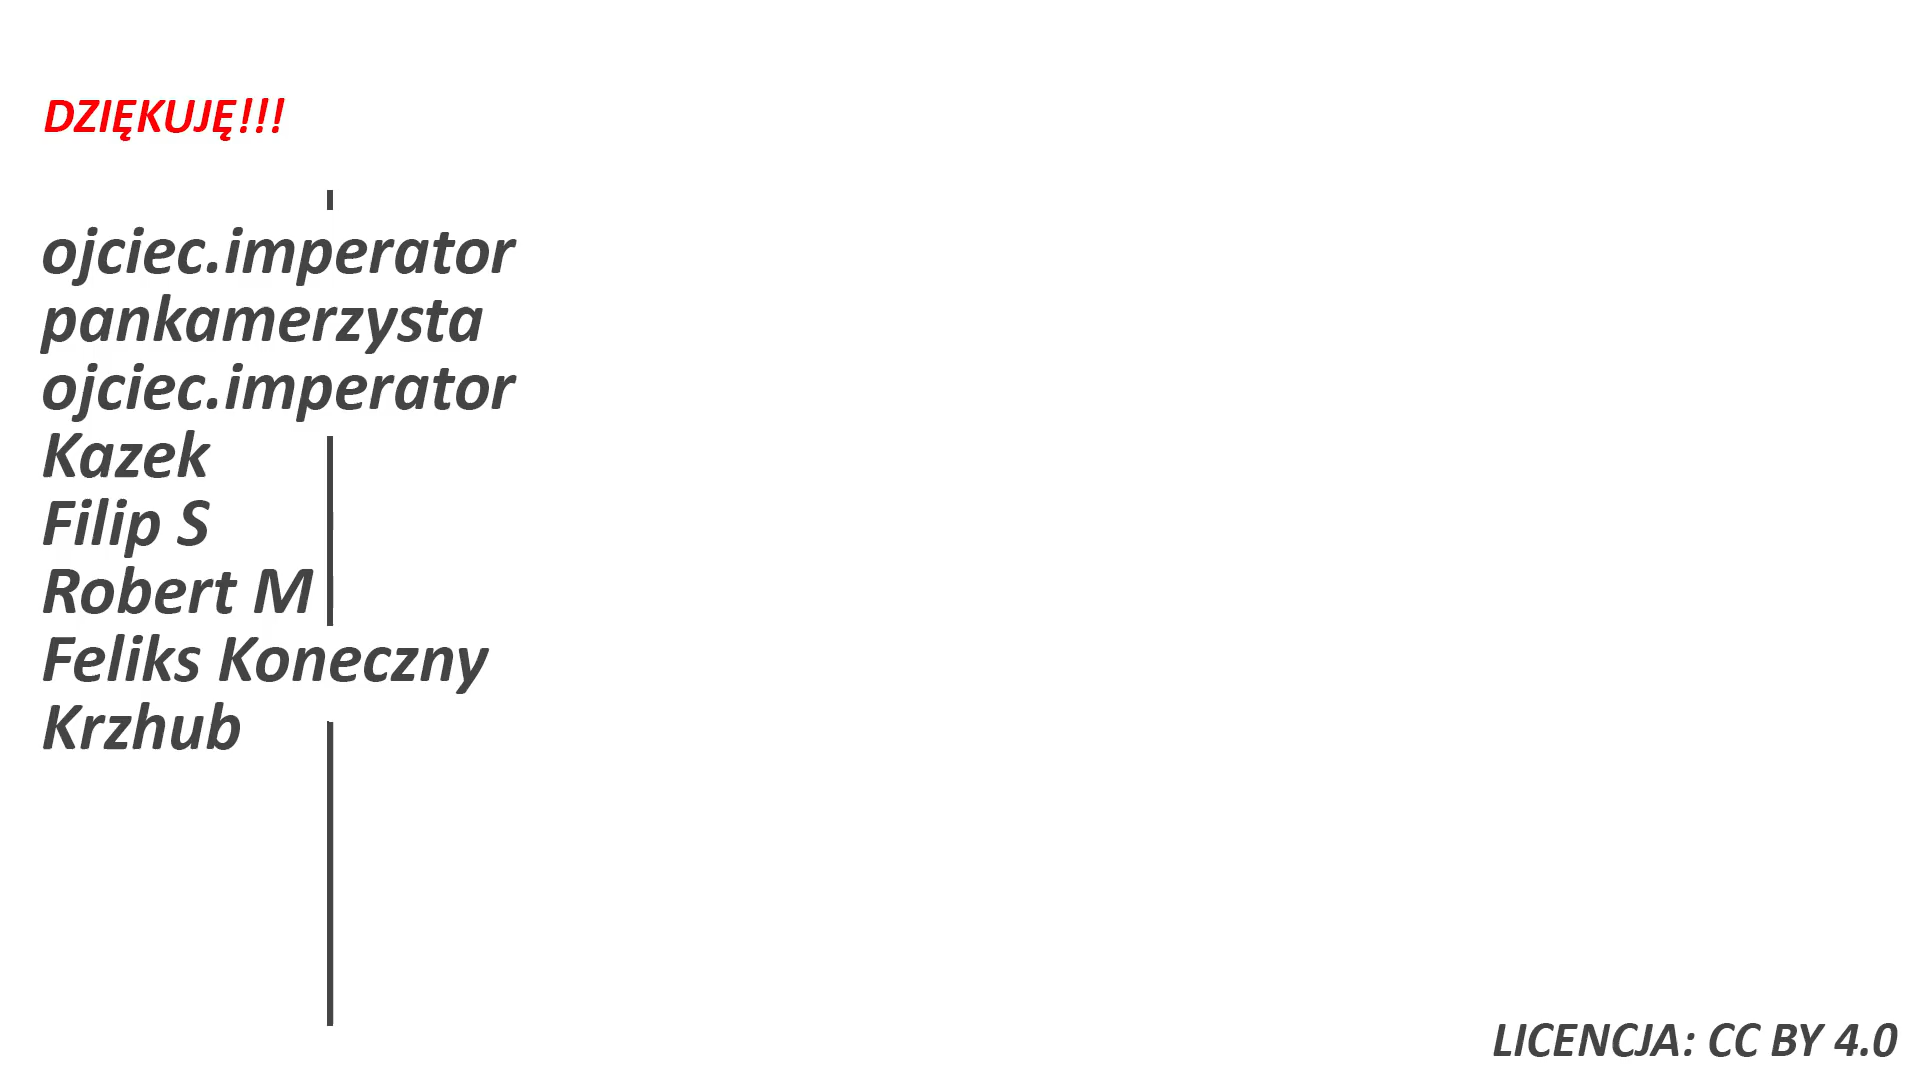 DZIĘKUJĘ!!!
ojciec.imperator
pankamerzysta
ojciec.imperator
Kazek
Filip S
Robert M
Feliks Koneczny
Krzhub
LICENCJA: CC BY 4.0